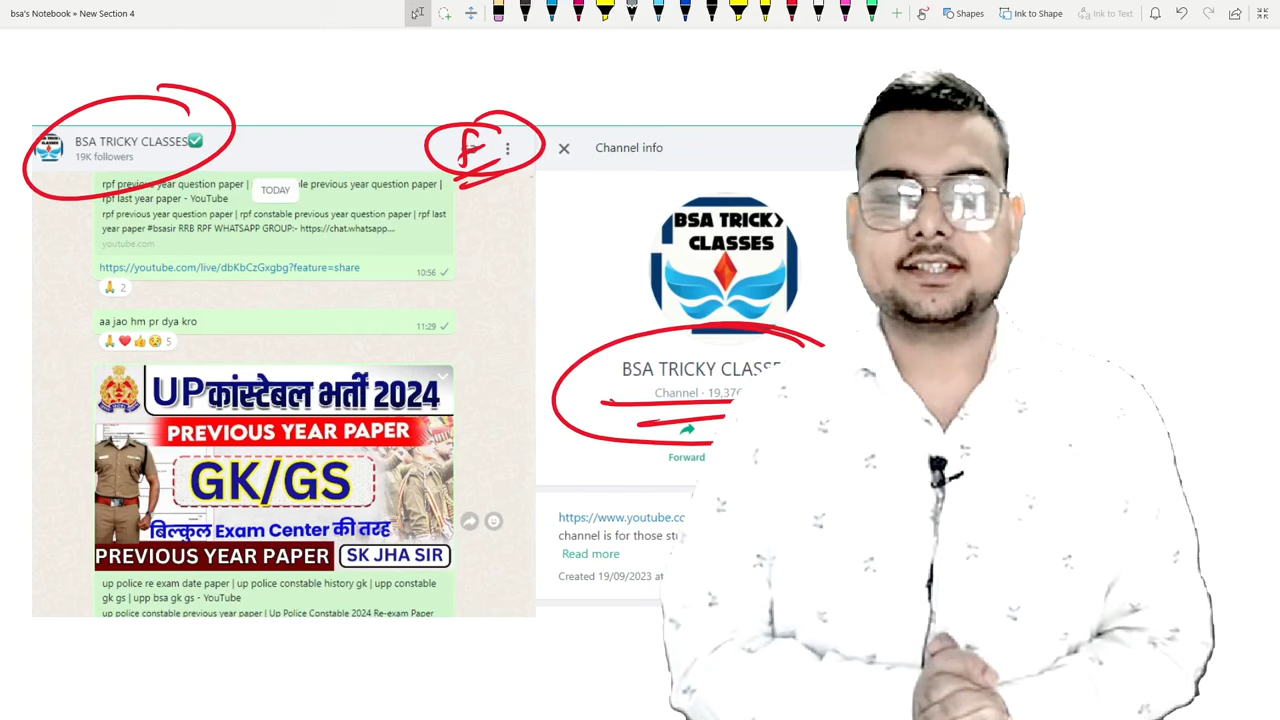 bsa's Notebook » New Section 4
Shapes
Ink to Shape
Ink to Text
BSA TRICKY CLASSES
19K followers
rpf previous year question paper | le previous year question paper |
rpf last year paper - YouTube
TODAY
rpf previous year question paper | rpf constable previous year question paper | rpf last
year paper #bsasir RRB RPF WHATSAPP GROUP:- https://chat.whatsapp....
youtube.com
https://youtube.com/live/dbKbCzGxgbg?feature=share
10:56
2
aa jao hm pr dya kro
11:29
5
UP कांस्टेबल भर्ती 2024
PREVIOUS YEAR PAPER
GK/GS
बिल्कुल Exam Center की तरह
PREVIOUS YEAR PAPER
SK JHA SIR
up police re exam date paper | up police constable history gk | upp constable
gk gs | upp bsa gk gs - YouTube
up police constable previous year paper | Up Police Constable 2024 Re-exam Paper
Channel info
BSA TRICK
CLASSES
BSA TRICKY CLASSE
Channel · 19,376
Forward
https://www.youtube.co
channel is for those stu
Read more
Created 19/09/2023 at